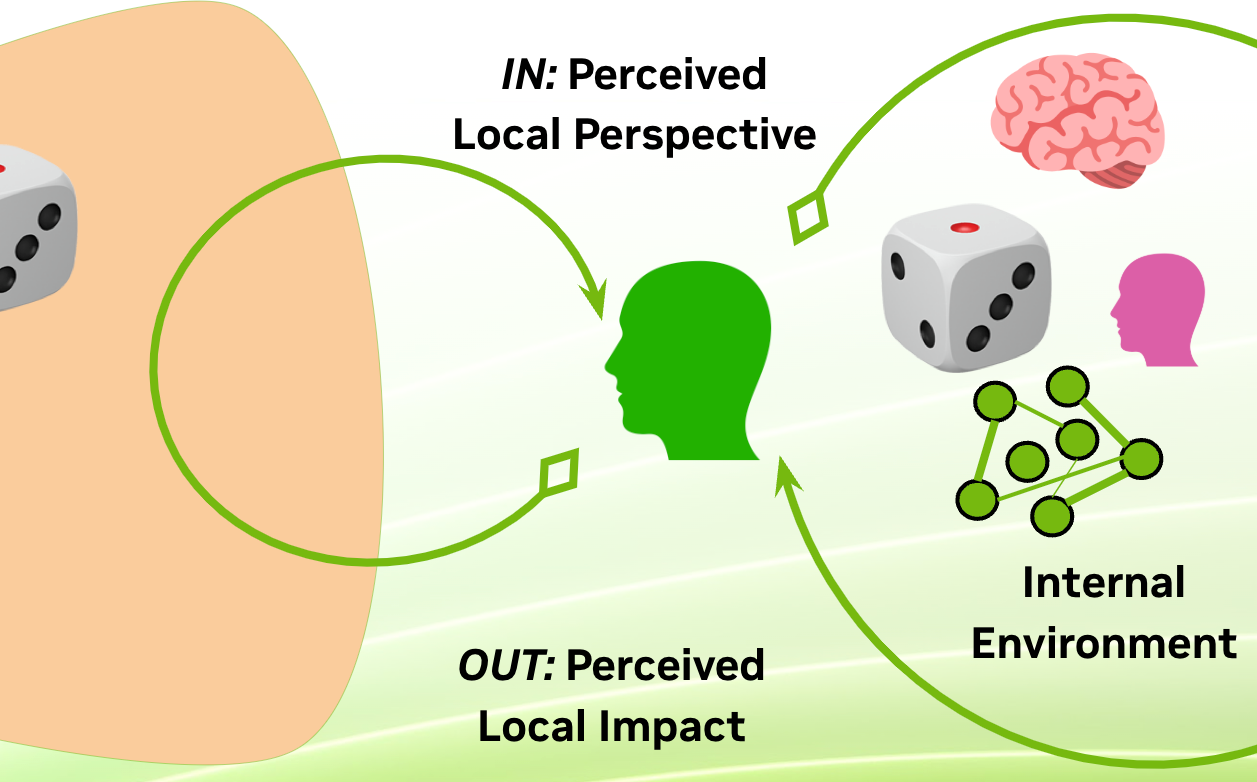 IN: Perceived
Local Perspective
Internal
Environment
OUT: Perceived
Local Impact